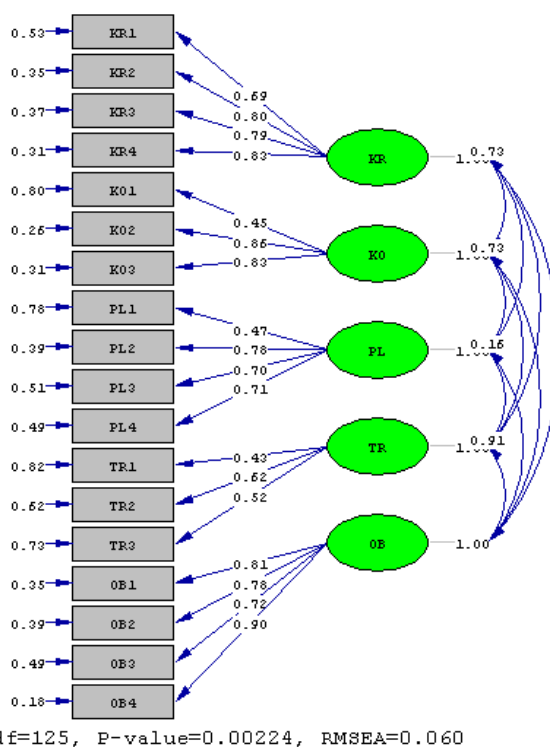 0.53 KR1
0.35 KR2
0.37 KR3
0.69
0.80
0.79
0.31 KR4 0.83 KR 0.73
0.80 KO1
0.45
0.26 KO2 0.86
0.31 KO3 0.83 KO 0.73
0.78 PL1
0.47
0.39 PL2 0.78 PL 0.16
0.51 PL3 0.70
0.49 PL4 0.71
0.82 TR1 0.43 TR 0.91
0.62 TR2 0.62
0.73 TR3 0.52
OB 1.00
0.35 OB1 0.81
0.39 OB2 0.78
0.72
0.49 OB3 0.90
0.18 OB4
df=125, P-value=0.00224, RMSEA=0.060